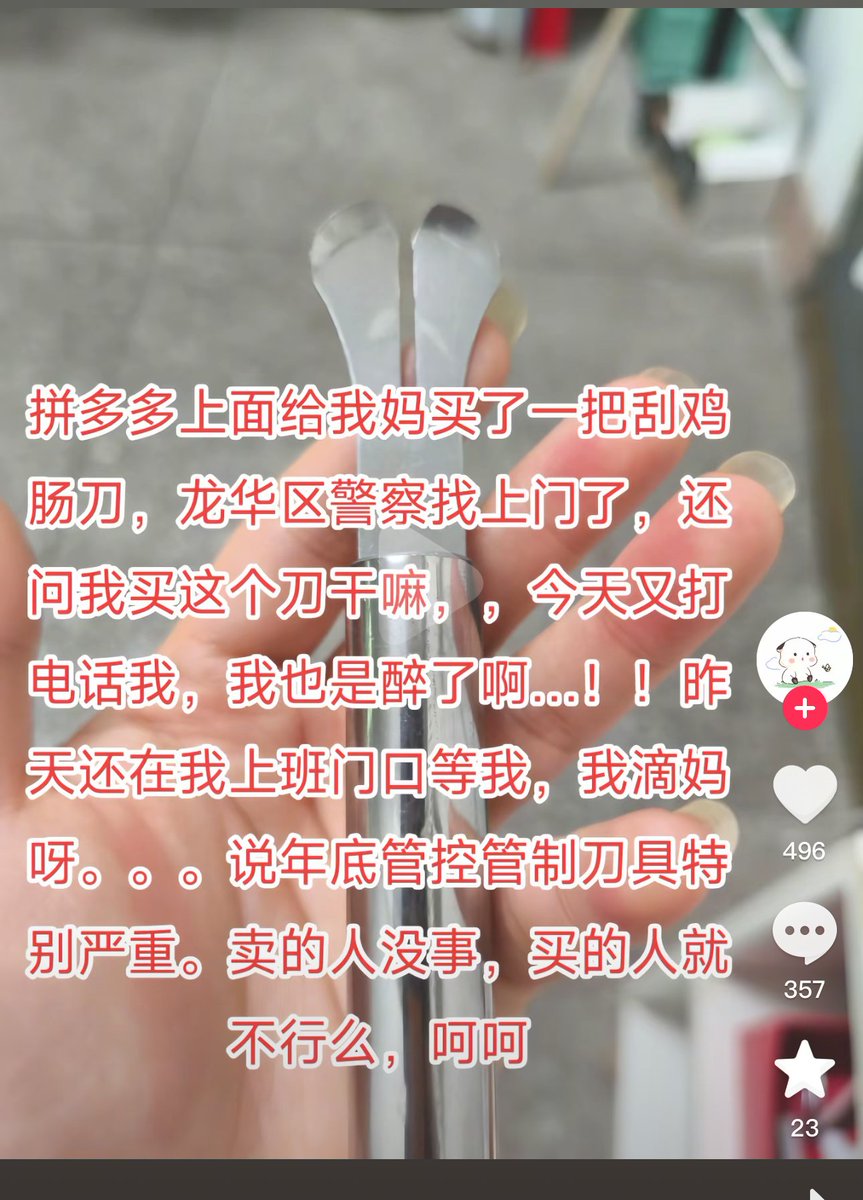 拼多多上面给我妈买了一把刮鸡
肠刀，龙华区警察找上门了，还
问我买这个刀干嘛，，今天又打
电话我，我也是醉了啊...！！昨
天还在我上班门口等我，我滴妈
呀。。。说年底管控管制刀具特
别严重。卖的人没事，买的人就
不行么，呵呵
496
357
23